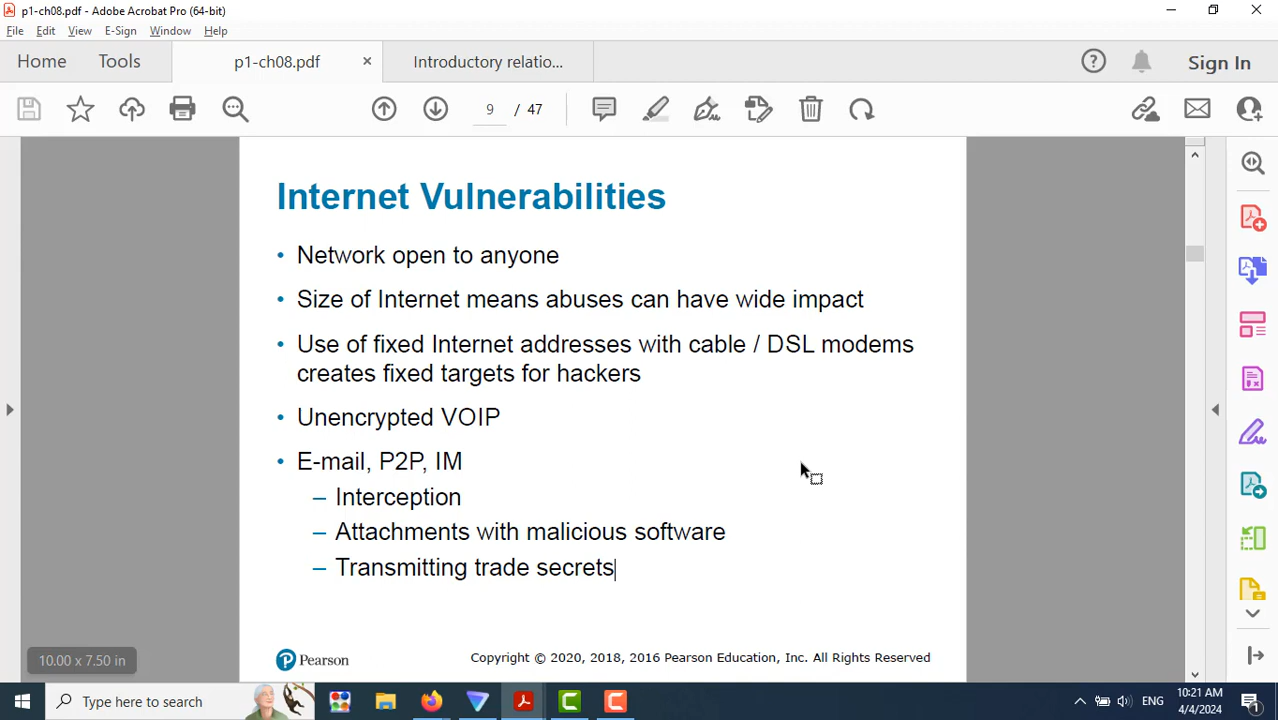 p1-ch08.pdf - Adobe Acrobat Pro (64-bit)
File Edit View E-Sign Window Help
Home Tools p1-ch08.pdf × Introductory relatio... Sign In
9 / 47
Internet Vulnerabilities
• Network open to anyone
• Size of Internet means abuses can have wide impact
• Use of fixed Internet addresses with cable / DSL modems
creates fixed targets for hackers
• Unencrypted VOIP
• E-mail, P2P, IM
– Interception
– Attachments with malicious software
– Transmitting trade secrets
10.00 x 7.50 in
Pearson
Copyright © 2020, 2018, 2016 Pearson Education, Inc. All Rights Reserved
Type here to search
ENG
10:21 AM
4/4/2024
1